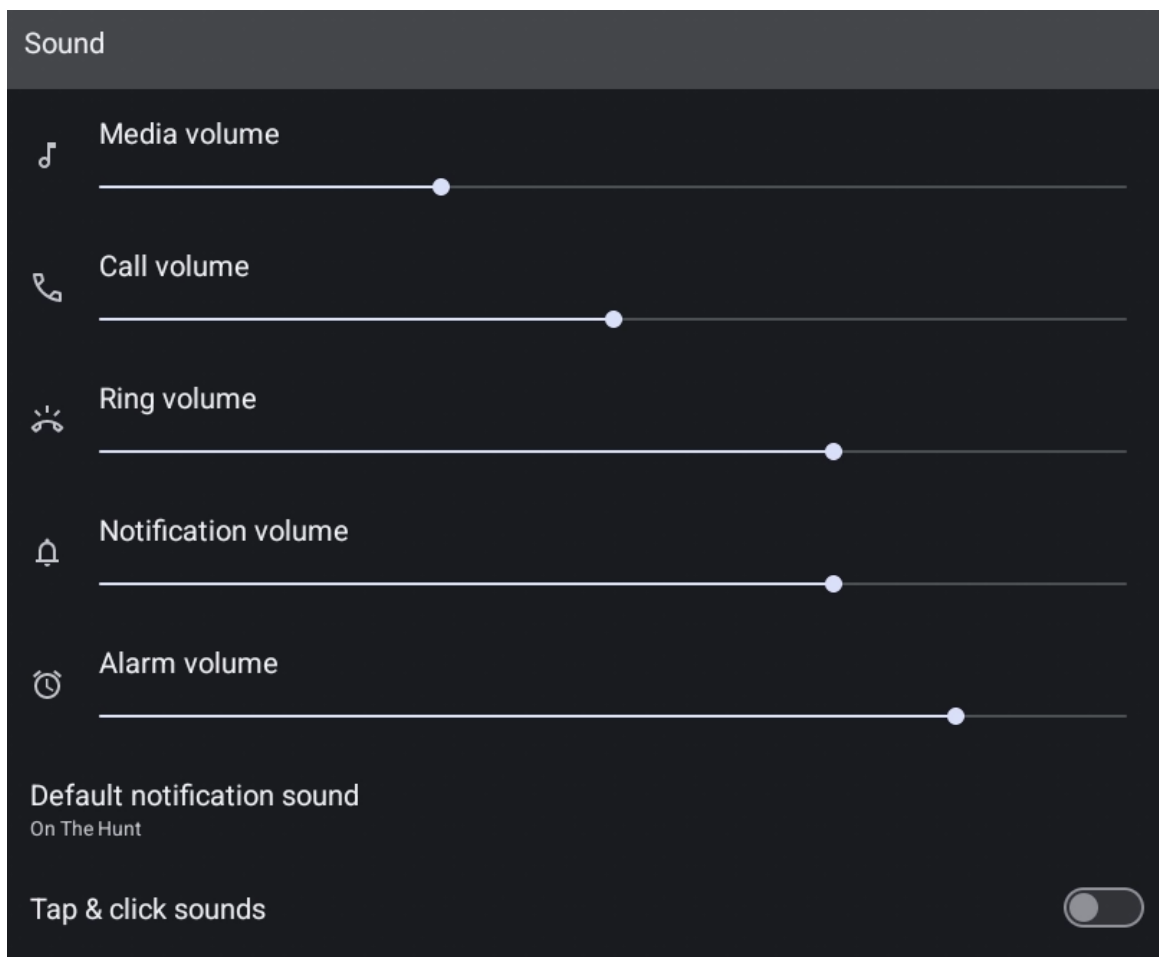 Sound
Media volume
Call volume
Ring volume
Notification volume
Alarm volume
Default notification sound
On The Hunt
Tap & click sounds